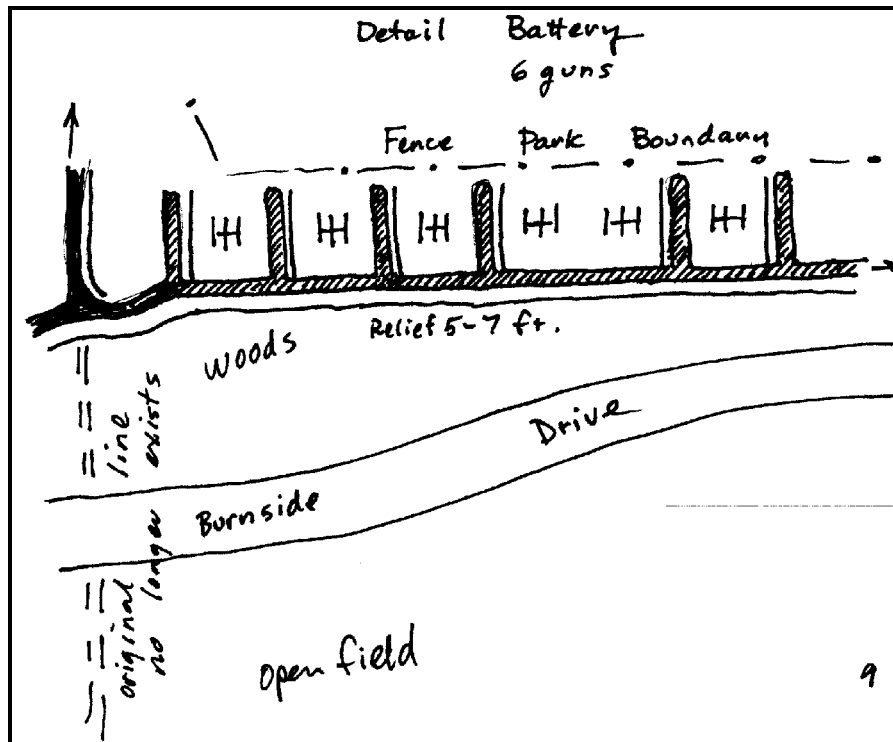 Detail Battery
6 guns
Fence Park Boundary
Relief 5-7 ft.
Woods
Drive
Burnside
original line
no longer exists
open field
9